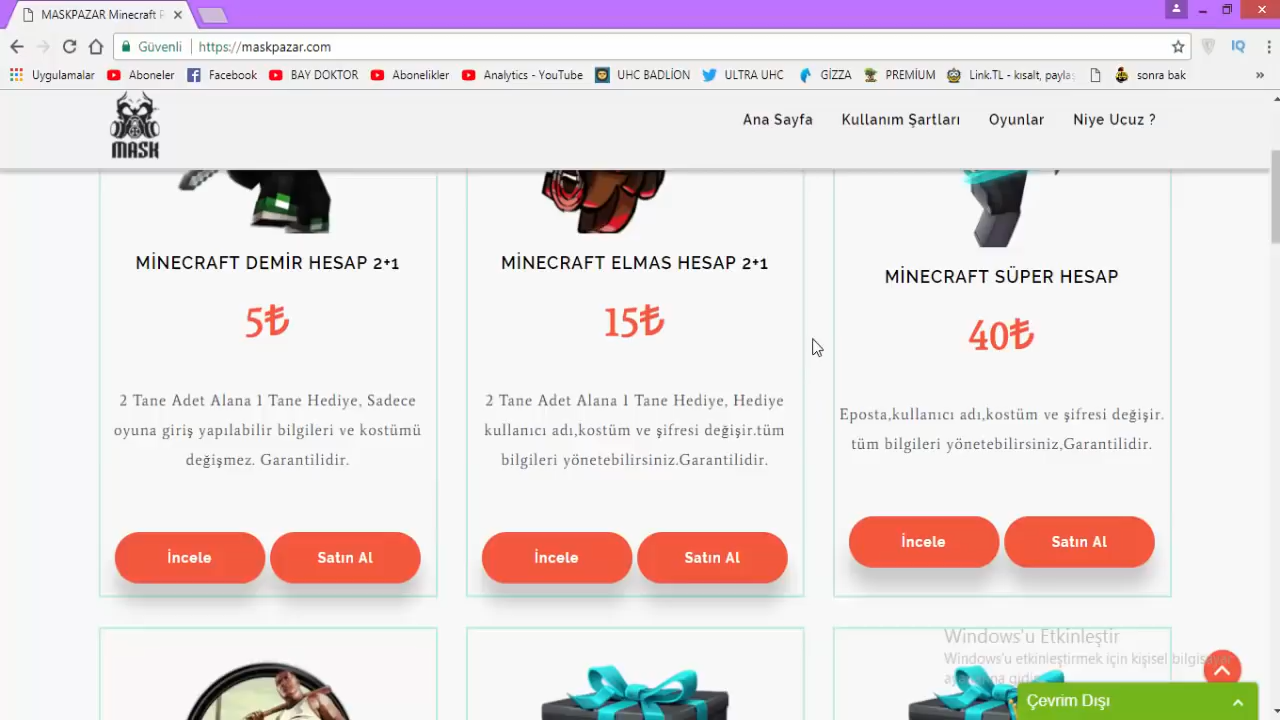 MASKPAZAR Minecraft
Güvenli
https://maskpazar.com
IQ
Uygulamalar
Aboneler
Facebook
BAY DOKTOR
Abonelikler
Analytics - YouTube
UHC BADLİON
ULTRA UHC
GİZZA
PREMİUM
Link.TL - kısalt, payla
sonra bak
MASK
Ana Sayfa
Kullanım Şartları
Oyunlar
Niye Ucuz ?
MİNECRAFT DEMİR HESAP 2+1
5₺
2 Tane Adet Alana 1 Tane Hediye, Sadece
oyuna giriş yapılabilir bilgileri ve kostümü
değişmez. Garantilidir.
İncele
Satın Al
MİNECRAFT ELMAS HESAP 2+1
15₺
2 Tane Adet Alana 1 Tane Hediye, Hediye
kullanıcı adı,kostüm ve şifresi değişir.tüm
bilgileri yönetebilirsiniz.Garantilidir.
İncele
Satın Al
MİNECRAFT SÜPER HESAP
40₺
Eposta,kullanıcı adı,kostüm ve şifresi değişir.
tüm bilgileri yönetebilirsiniz,Garantilidir.
İncele
Satın Al
Windows'u Etkinleştir
Windows'u etkinleştirmek için kişisel bilgisayar
Çevrim Dışı